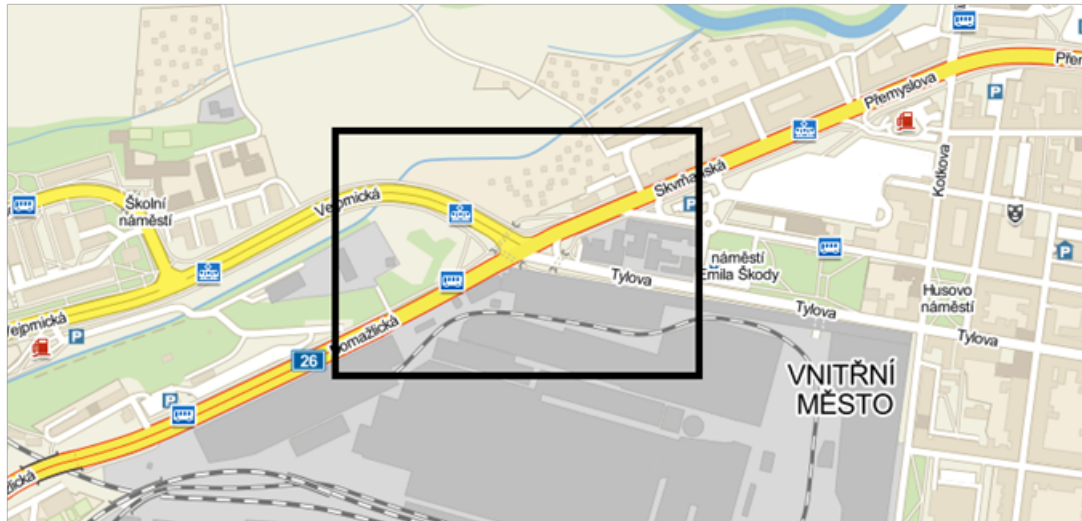 Přemyslova
Skvrňanská
Kotkova
Vejprnická
Školní
náměstí
náměstí
Emila Škody
Tylova
Tylova
Husovo
náměstí
Tylova
Vejprnická
Domažlická
26
VNITŘNÍ
MĚSTO
P
P
P
P
P